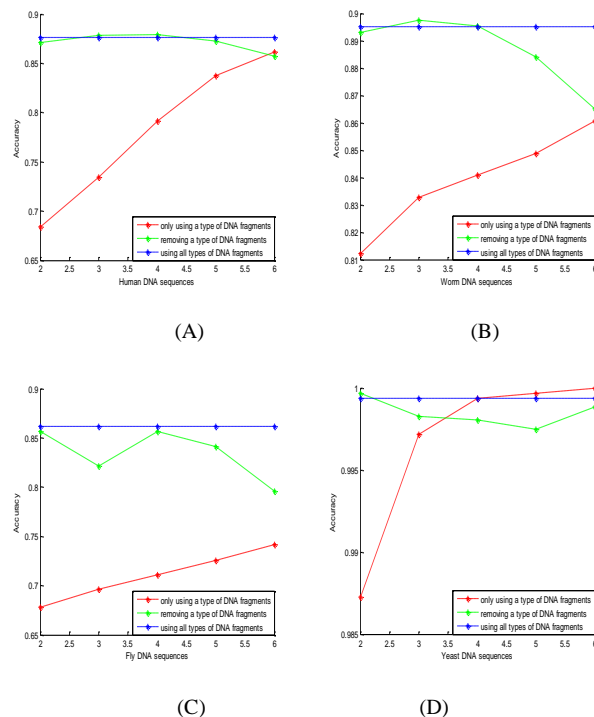 0.9
0.85
0.8
0.75
0.7
0.65
Accuracy
2 2.5 3 3.5 4 4.5 5 5.5 6
Human DNA sequences
only using a type of DNA fragments
removing a type of DNA fragments
using all types of DNA fragments
(A)
0.9
0.89
0.88
0.87
0.86
0.85
0.84
0.83
0.82
0.81
Accuracy
2 2.5 3 3.5 4 4.5 5 5.5 6
Worm DNA sequences
only using a type of DNA fragments
removing a type of DNA fragments
using all types of DNA fragments
(B)
0.9
0.85
0.8
0.75
0.7
0.65
Accuracy
2 2.5 3 3.5 4 4.5 5 5.5 6
Fly DNA sequences
only using a type of DNA fragments
removing a type of DNA fragments
using all types of DNA fragments
(C)
1
0.995
0.99
0.985
Accuracy
2 2.5 3 3.5 4 4.5 5 5.5 6
Yeast DNA sequences
only using a type of DNA fragments
removing a type of DNA fragments
using all types of DNA fragments
(D)